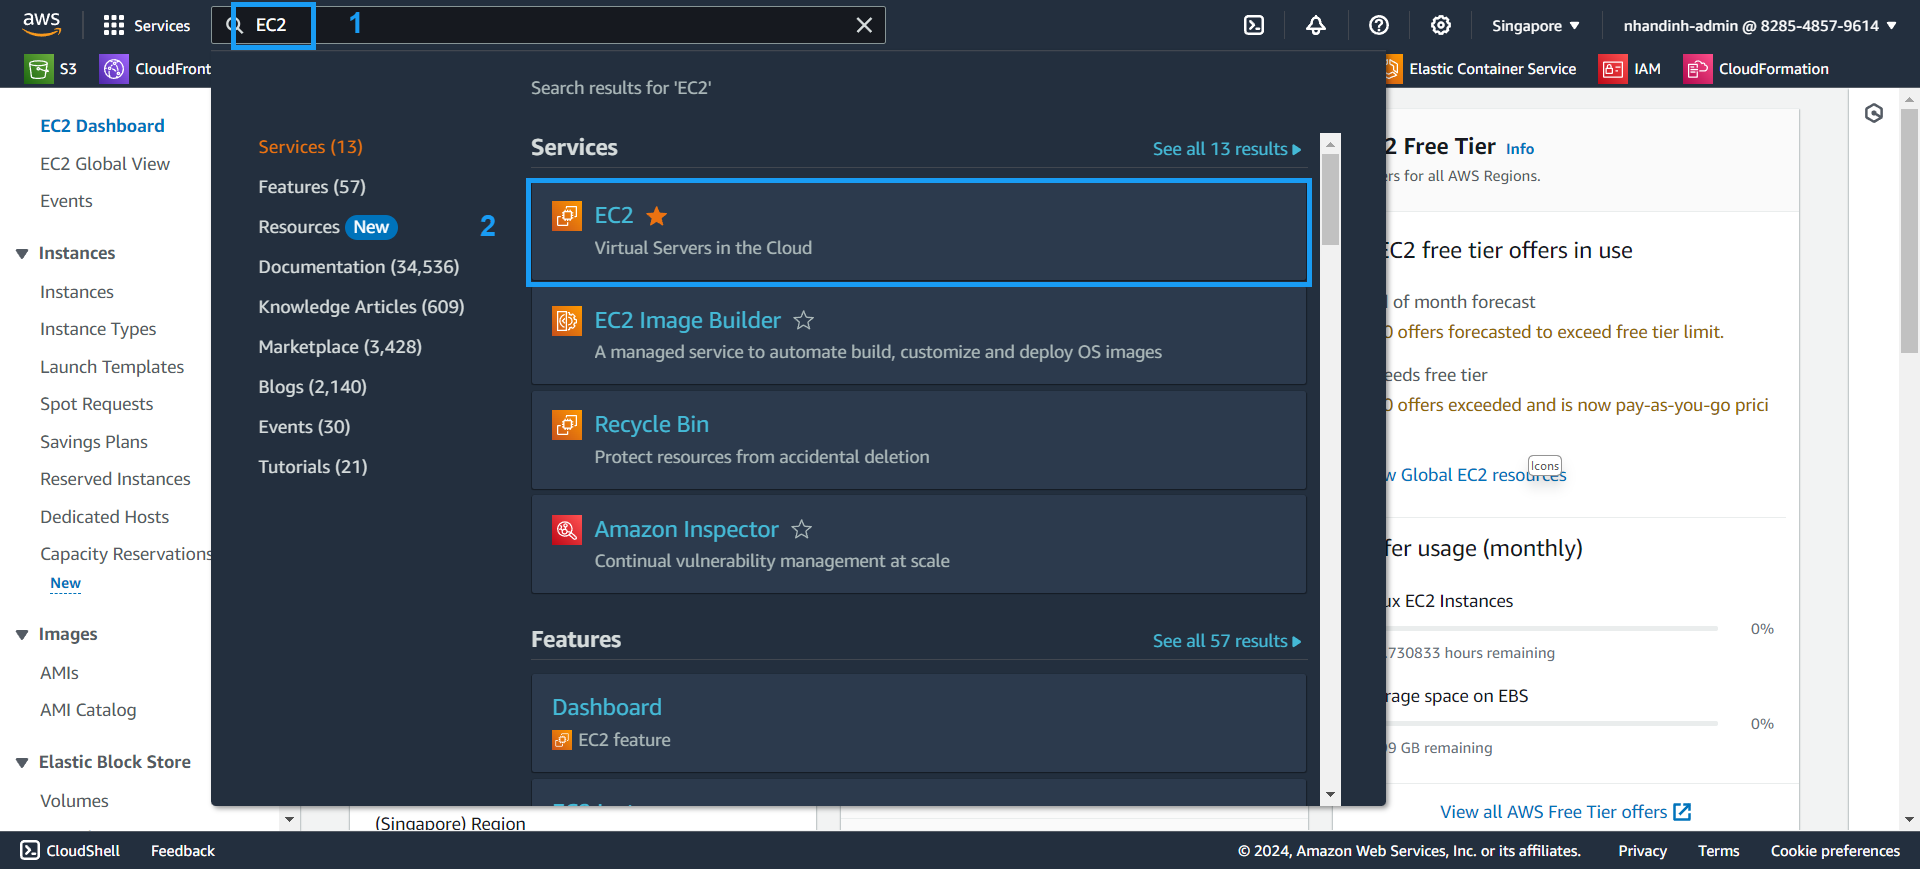 aws
Services
EC2
1
Singapore
nhandinh-admin @ 8285-4857-9614
S3
CloudFront
Elastic Container Service
IAM
CloudFormation
EC2 Dashboard
EC2 Global View
Events
Instances
Instances
Instance Types
Launch Templates
Spot Requests
Savings Plans
Reserved Instances
Dedicated Hosts
Capacity Reservations
New
Images
AMIs
AMI Catalog
Elastic Block Store
Volumes
Search results for 'EC2'
Services (13)
Features (57)
Resources New
Documentation (34,536)
Knowledge Articles (609)
Marketplace (3,428)
Blogs (2,140)
Events (30)
Tutorials (21)
2
Services
See all 13 results
EC2
Virtual Servers in the Cloud
EC2 Image Builder
A managed service to automate build, customize and deploy OS images
Recycle Bin
Protect resources from accidental deletion
Amazon Inspector
Continual vulnerability management at scale
Features
See all 57 results
Dashboard
EC2 feature
(Singapore) Region
2 Free Tier Info
ers for all AWS Regions.
EC2 free tier offers in use
of month forecast
0 offers forecasted to exceed free tier limit.
eeds free tier
0 offers exceeded and is now pay-as-you-go prici
w Global EC2 resources
Icons
fer usage (monthly)
ux EC2 Instances
0%
.730833 hours remaining
rage space on EBS
0%
99 GB remaining
View all AWS Free Tier offers
CloudShell
Feedback
© 2024, Amazon Web Services, Inc. or its affiliates.
Privacy
Terms
Cookie preferences